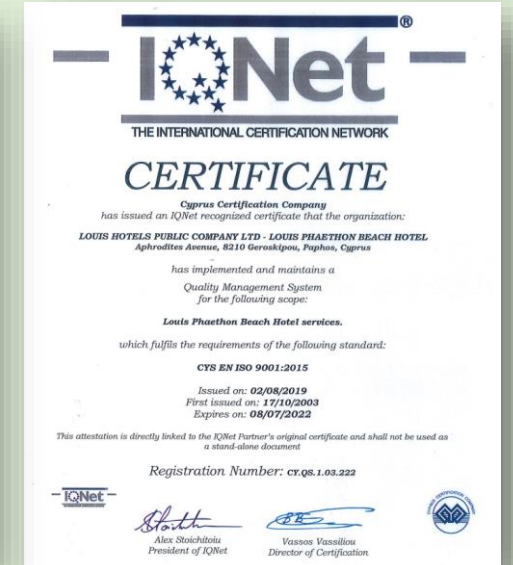 IQNet ®
THE INTERNATIONAL CERTIFICATION NETWORK
CERTIFICATE
Cyprus Certification Company
has issued an IQNet recognized certificate that the organization:
LOUIS HOTELS PUBLIC COMPANY LTD - LOUIS PHAETHON BEACH HOTEL
Aphrodites Avenue, 8210 Geroskipou, Paphos, Cyprus
has implemented and maintains a
Quality Management System
for the following scope:
Louis Phaethon Beach Hotel services.
which fulfils the requirements of the following standard:
CYS EN ISO 9001:2015
Issued on: 02/08/2019
First issued on: 17/10/2003
Expires on: 08/07/2022
This attestation is directly linked to the IQNet Partner's original certificate and shall not be used as
a stand-alone document
Registration Number: CY.QS.1.03.222
IQNet
Alex Stoichitoiu
President of IQNet
Vassos Vassiliou
Director of Certification
CYPRUS CERTIFICATION COMPANY